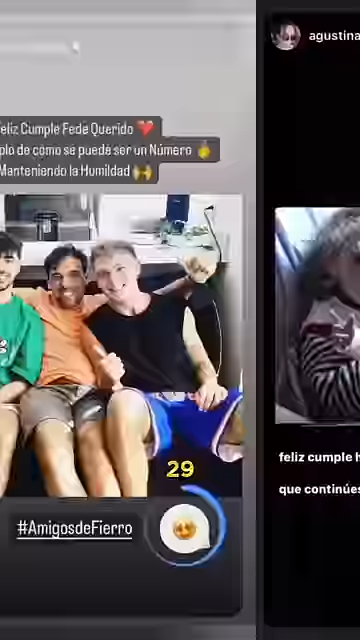 eliz Cumple Fede Querido ❤️
plo de como se puede ser un Número 🥇
Manteniendo la Humildad 🙌
29
#AmigosdeFierro
agustina
feliz cumple h
que continúes